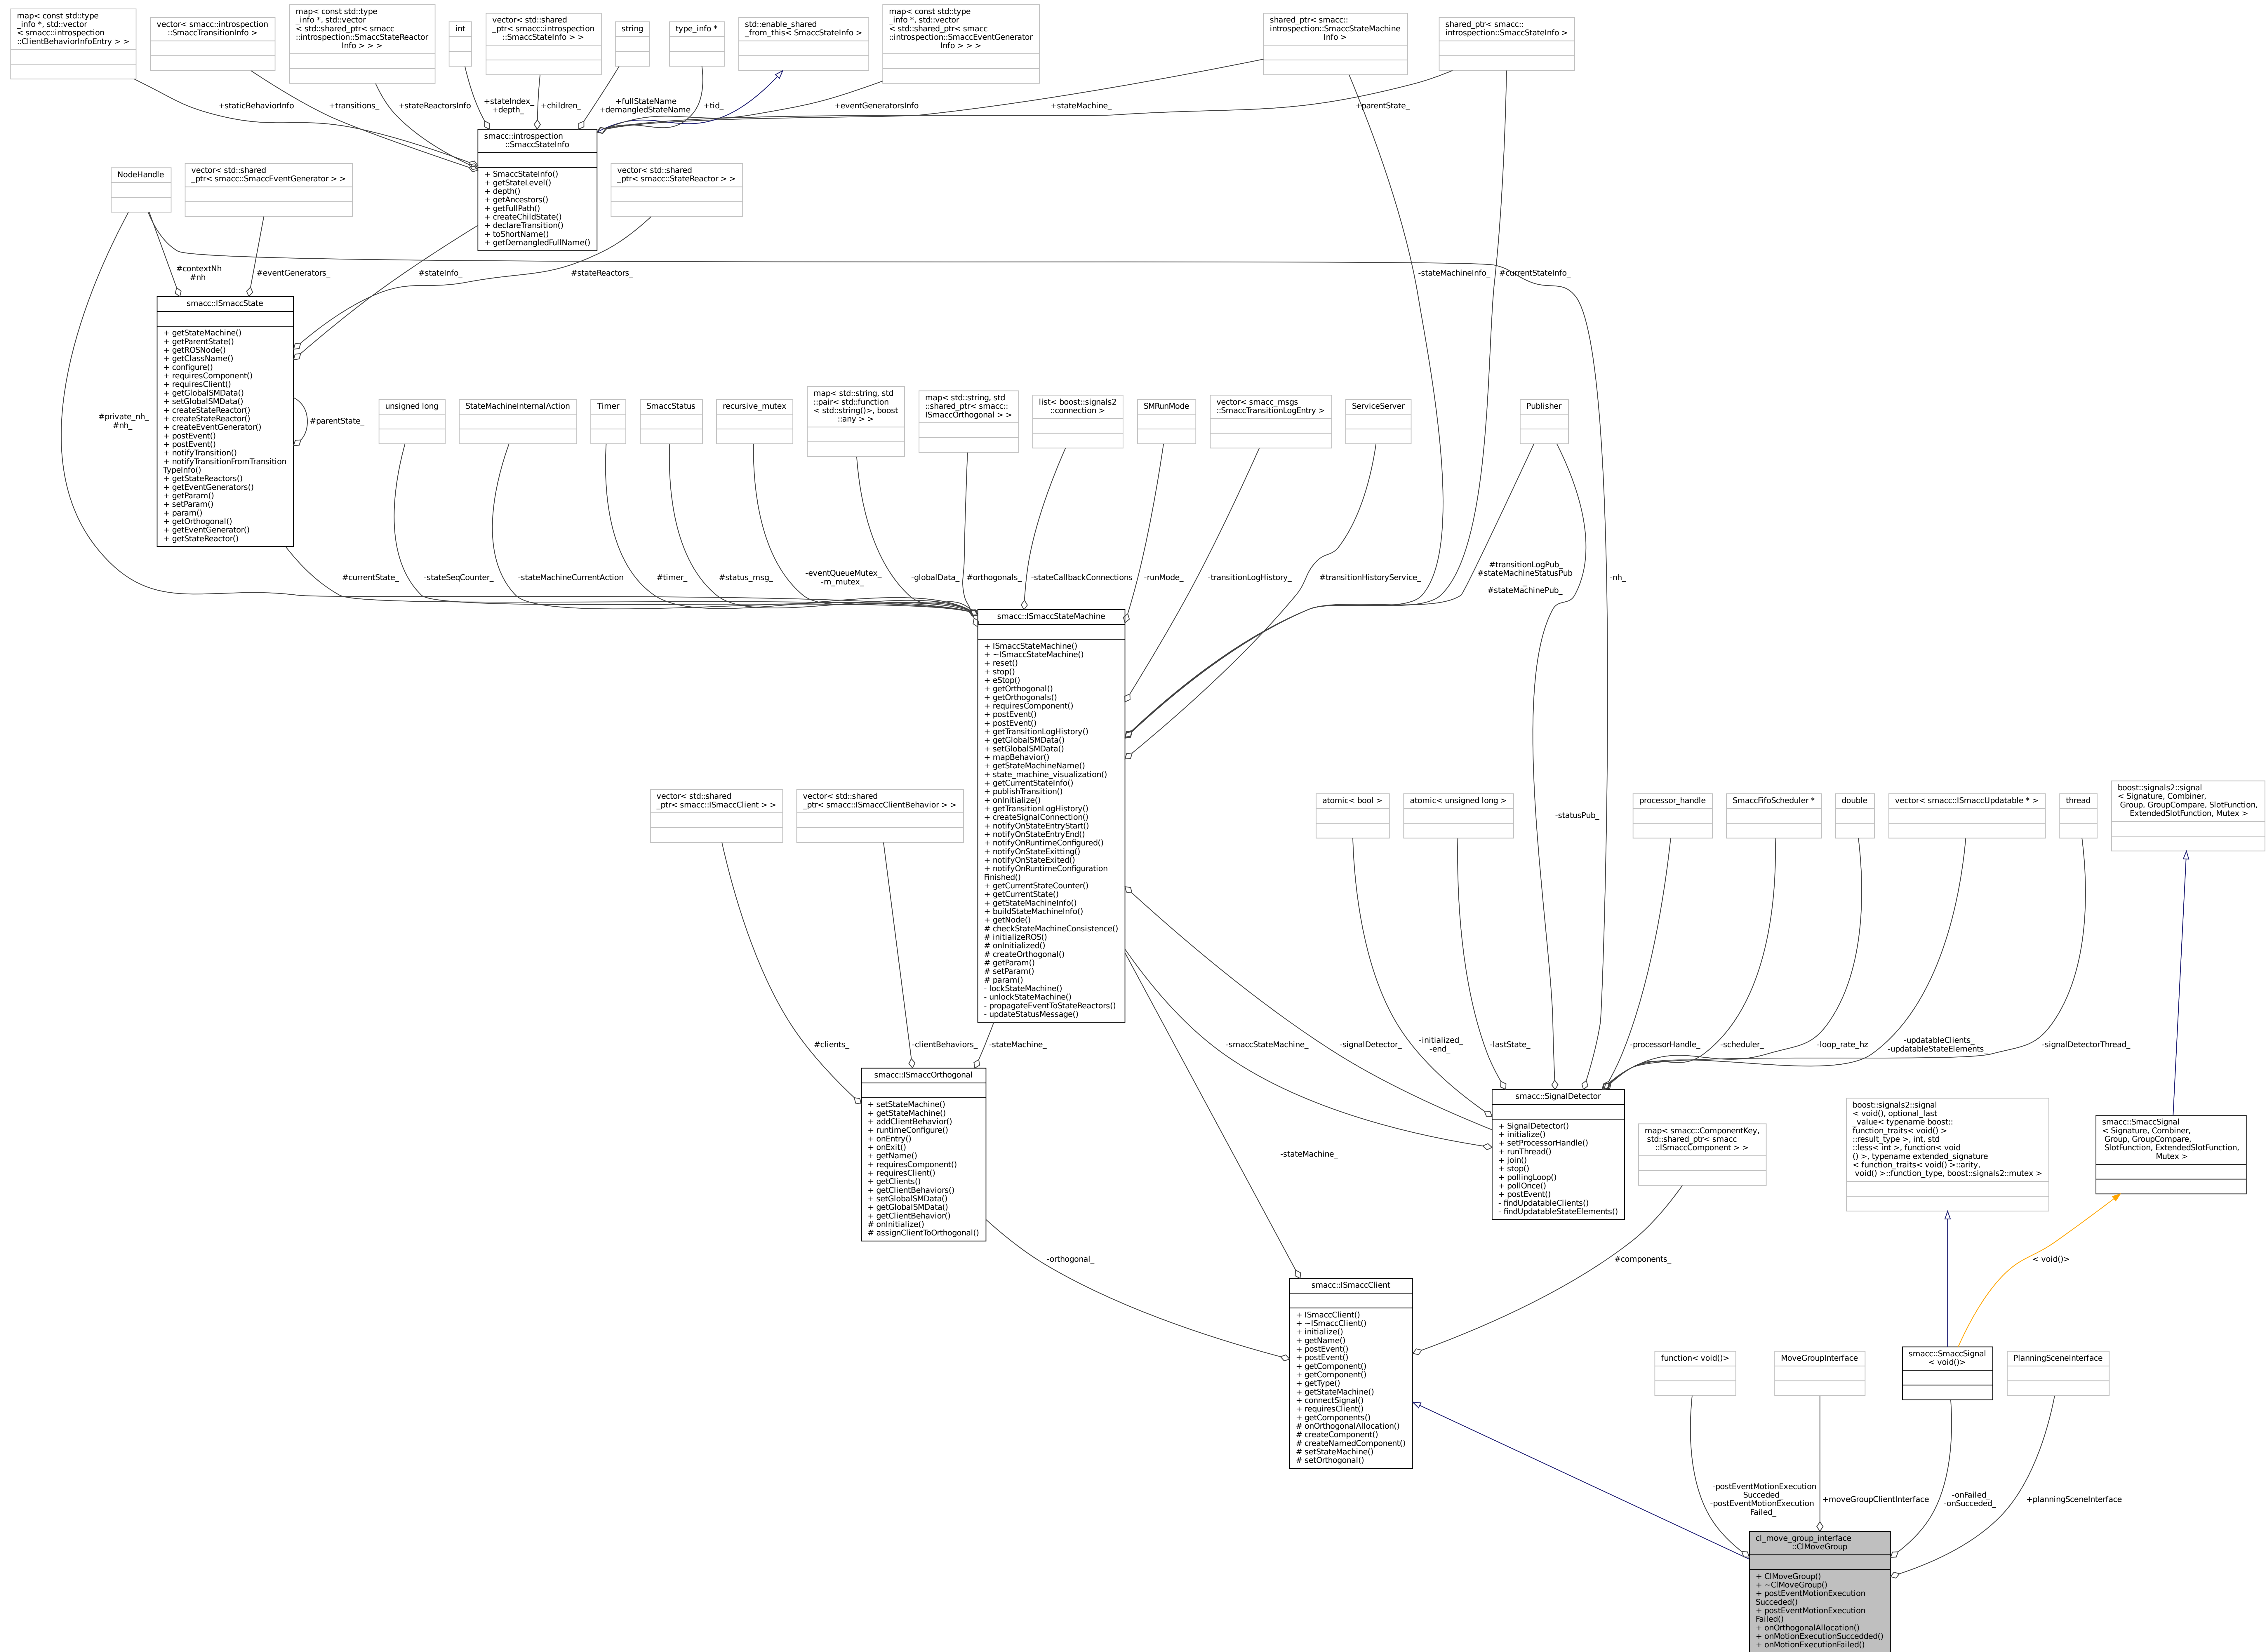 map< const std::type
_info *, std::vector
< smacc::introspection
::ClientBehaviorInfoEntry > >
vector< smacc::introspection
::SmaccTransitionInfo >
map< const std::type
_info *, std::vector
< std::shared_ptr< smacc
::introspection::SmaccStateReactor
Info > > >
int
vector< std::shared
_ptr< smacc::introspection
::SmaccStateInfo > >
string
type_info *
std::enable_shared
_from_this< SmaccStateInfo >
map< const std::type
_info *, std::vector
< std::shared_ptr< smacc
::introspection::SmaccEventGenerator
Info > > >
shared_ptr< smacc::
introspection::SmaccStateMachine
Info >
shared_ptr< smacc::
introspection::SmaccStateInfo >
+staticBehaviorInfo
+transitions_
+stateReactorsInfo
+stateIndex_
+depth_
+children_
+fullStateName
+demangledStateName
+tid_
+eventGeneratorsInfo
+stateMachine_
+parentState_
smacc::introspection
::SmaccStateInfo
+ SmaccStateInfo()
+ getStateLevel()
+ depth()
+ getAncestors()
+ getFullPath()
+ createChildState()
+ declareTransition()
+ toShortName()
+ getDemangledFullName()
NodeHandle
vector< std::shared
_ptr< smacc::SmaccEventGenerator > >
vector< std::shared
_ptr< smacc::StateReactor > >
#contextNh
#nh
#eventGenerators_
#stateInfo_
#stateReactors_
-stateMachineInfo_
#currentStateInfo_
smacc::ISmaccState
+ getStateMachine()
+ getParentState()
+ getROSNode()
+ getClassName()
+ configure()
+ requiresComponent()
+ requiresClient()
+ getGlobalSMData()
+ setGlobalSMData()
+ createStateReactor()
+ createStateReactor()
+ createEventGenerator()
+ postEvent()
+ postEvent()
+ notifyTransition()
+ notifyTransitionFromTransition
TypeInfo()
+ getStateReactors()
+ getEventGenerators()
+ getParam()
+ setParam()
+ param()
+ getOrthogonal()
+ getEventGenerator()
+ getStateReactor()
#private_nh_
#nh_
#parentState_
unsigned long
StateMachineInternalAction
Timer
SmaccStatus
recursive_mutex
map< std::string, std
::pair< std::function
< std::string()>, boost
::any > >
map< std::string, std
::shared_ptr< smacc::
ISmaccOrthogonal > >
list< boost::signals2
::connection >
SMRunMode
vector< smacc_msgs
::SmaccTransitionLogEntry >
ServiceServer
Publisher
#currentState_
-stateSeqCounter_
-stateMachineCurrentAction
#timer_
#status_msg_
-eventQueueMutex_
-m_mutex_
-globalData_
#orthogonals_
-stateCallbackConnections
-runMode_
-transitionLogHistory_
#transitionHistoryService_
#transitionLogPub_
#stateMachineStatusPub
_
#stateMachinePub_
-nh_
smacc::ISmaccStateMachine
+ ISmaccStateMachine()
+ ~ISmaccStateMachine()
+ reset()
+ stop()
+ eStop()
+ getOrthogonal()
+ getOrthogonals()
+ requiresComponent()
+ postEvent()
+ postEvent()
+ getTransitionLogHistory()
+ getGlobalSMData()
+ setGlobalSMData()
+ mapBehavior()
+ getStateMachineName()
+ state_machine_visualization()
+ getCurrentStateInfo()
+ publishTransition()
+ onInitialize()
+ getTransitionLogHistory()
+ createSignalConnection()
+ notifyOnStateEntryStart()
+ notifyOnStateEntryEnd()
+ notifyOnRuntimeConfigured()
+ notifyOnStateExitting()
+ notifyOnStateExited()
+ notifyOnRuntimeConfiguration
Finished()
+ getCurrentStateCounter()
+ getCurrentState()
+ getStateMachineInfo()
+ buildStateMachineInfo()
+ getNode()
# checkStateMachineConsistence()
# initializeROS()
# onInitialized()
# createOrthogonal()
# getParam()
# setParam()
# param()
- lockStateMachine()
- unlockStateMachine()
- propagateEventToStateReactors()
- updateStatusMessage()
vector< std::shared
_ptr< smacc::ISmaccClient > >
vector< std::shared
_ptr< smacc::ISmaccClientBehavior > >
atomic< bool >
atomic< unsigned long >
-statusPub_
processor_handle
SmaccFifoScheduler *
double
vector< smacc::ISmaccUpdatable * >
thread
boost::signals2::signal
< Signature, Combiner,
Group, GroupCompare, SlotFunction,
ExtendedSlotFunction, Mutex >
#clients_
-clientBehaviors_
-stateMachine_
-smaccStateMachine_
-signalDetector_
-initialized_
-end_
-lastState_
-processorHandle_
-scheduler_
-loop_rate_hz
-updatableClients_
-updatableStateElements_
-signalDetectorThread_
smacc::ISmaccOrthogonal
+ setStateMachine()
+ getStateMachine()
+ addClientBehavior()
+ runtimeConfigure()
+ onEntry()
+ onExit()
+ getName()
+ requiresComponent()
+ requiresClient()
+ getClients()
+ getClientBehaviors()
+ setGlobalSMData()
+ getGlobalSMData()
+ getClientBehavior()
# onInitialize()
# assignClientToOrthogonal()
smacc::SignalDetector
+ SignalDetector()
+ initialize()
+ setProcessorHandle()
+ runThread()
+ join()
+ stop()
+ pollingLoop()
+ pollOnce()
+ postEvent()
- findUpdatableClients()
- findUpdatableStateElements()
map< smacc::ComponentKey,
std::shared_ptr< smacc
::ISmaccComponent > >
boost::signals2::signal
< void(), optional_last
_value< typename boost::
function_traits< void() >
::result_type >, int, std
::less< int >, function< void
() >, typename extended_signature
< function_traits< void() >::arity,
void() >::function_type, boost::signals2::mutex >
smacc::SmaccSignal
< Signature, Combiner,
Group, GroupCompare,
SlotFunction, ExtendedSlotFunction,
Mutex >
-stateMachine_
-orthogonal_
#components_
< void()>
smacc::ISmaccClient
+ ISmaccClient()
+ ~ISmaccClient()
+ initialize()
+ getName()
+ postEvent()
+ postEvent()
+ getComponent()
+ getComponent()
+ getType()
+ getStateMachine()
+ connectSignal()
+ requiresClient()
+ getComponents()
# onOrthogonalAllocation()
# createComponent()
# createNamedComponent()
# setStateMachine()
# setOrthogonal()
function< void()>
MoveGroupInterface
smacc::SmaccSignal
< void()>
PlanningSceneInterface
-postEventMotionExecution
Succeded_
-postEventMotionExecution
Failed_
+moveGroupClientInterface
-onFailed_
-onSucceded_
+planningSceneInterface
cl_move_group_interface
::ClMoveGroup
+ ClMoveGroup()
+ ~ClMoveGroup()
+ postEventMotionExecution
Succeded()
+ postEventMotionExecution
Failed()
+ onOrthogonalAllocation()
+ onMotionExecutionSuccedded()
+ onMotionExecutionFailed()